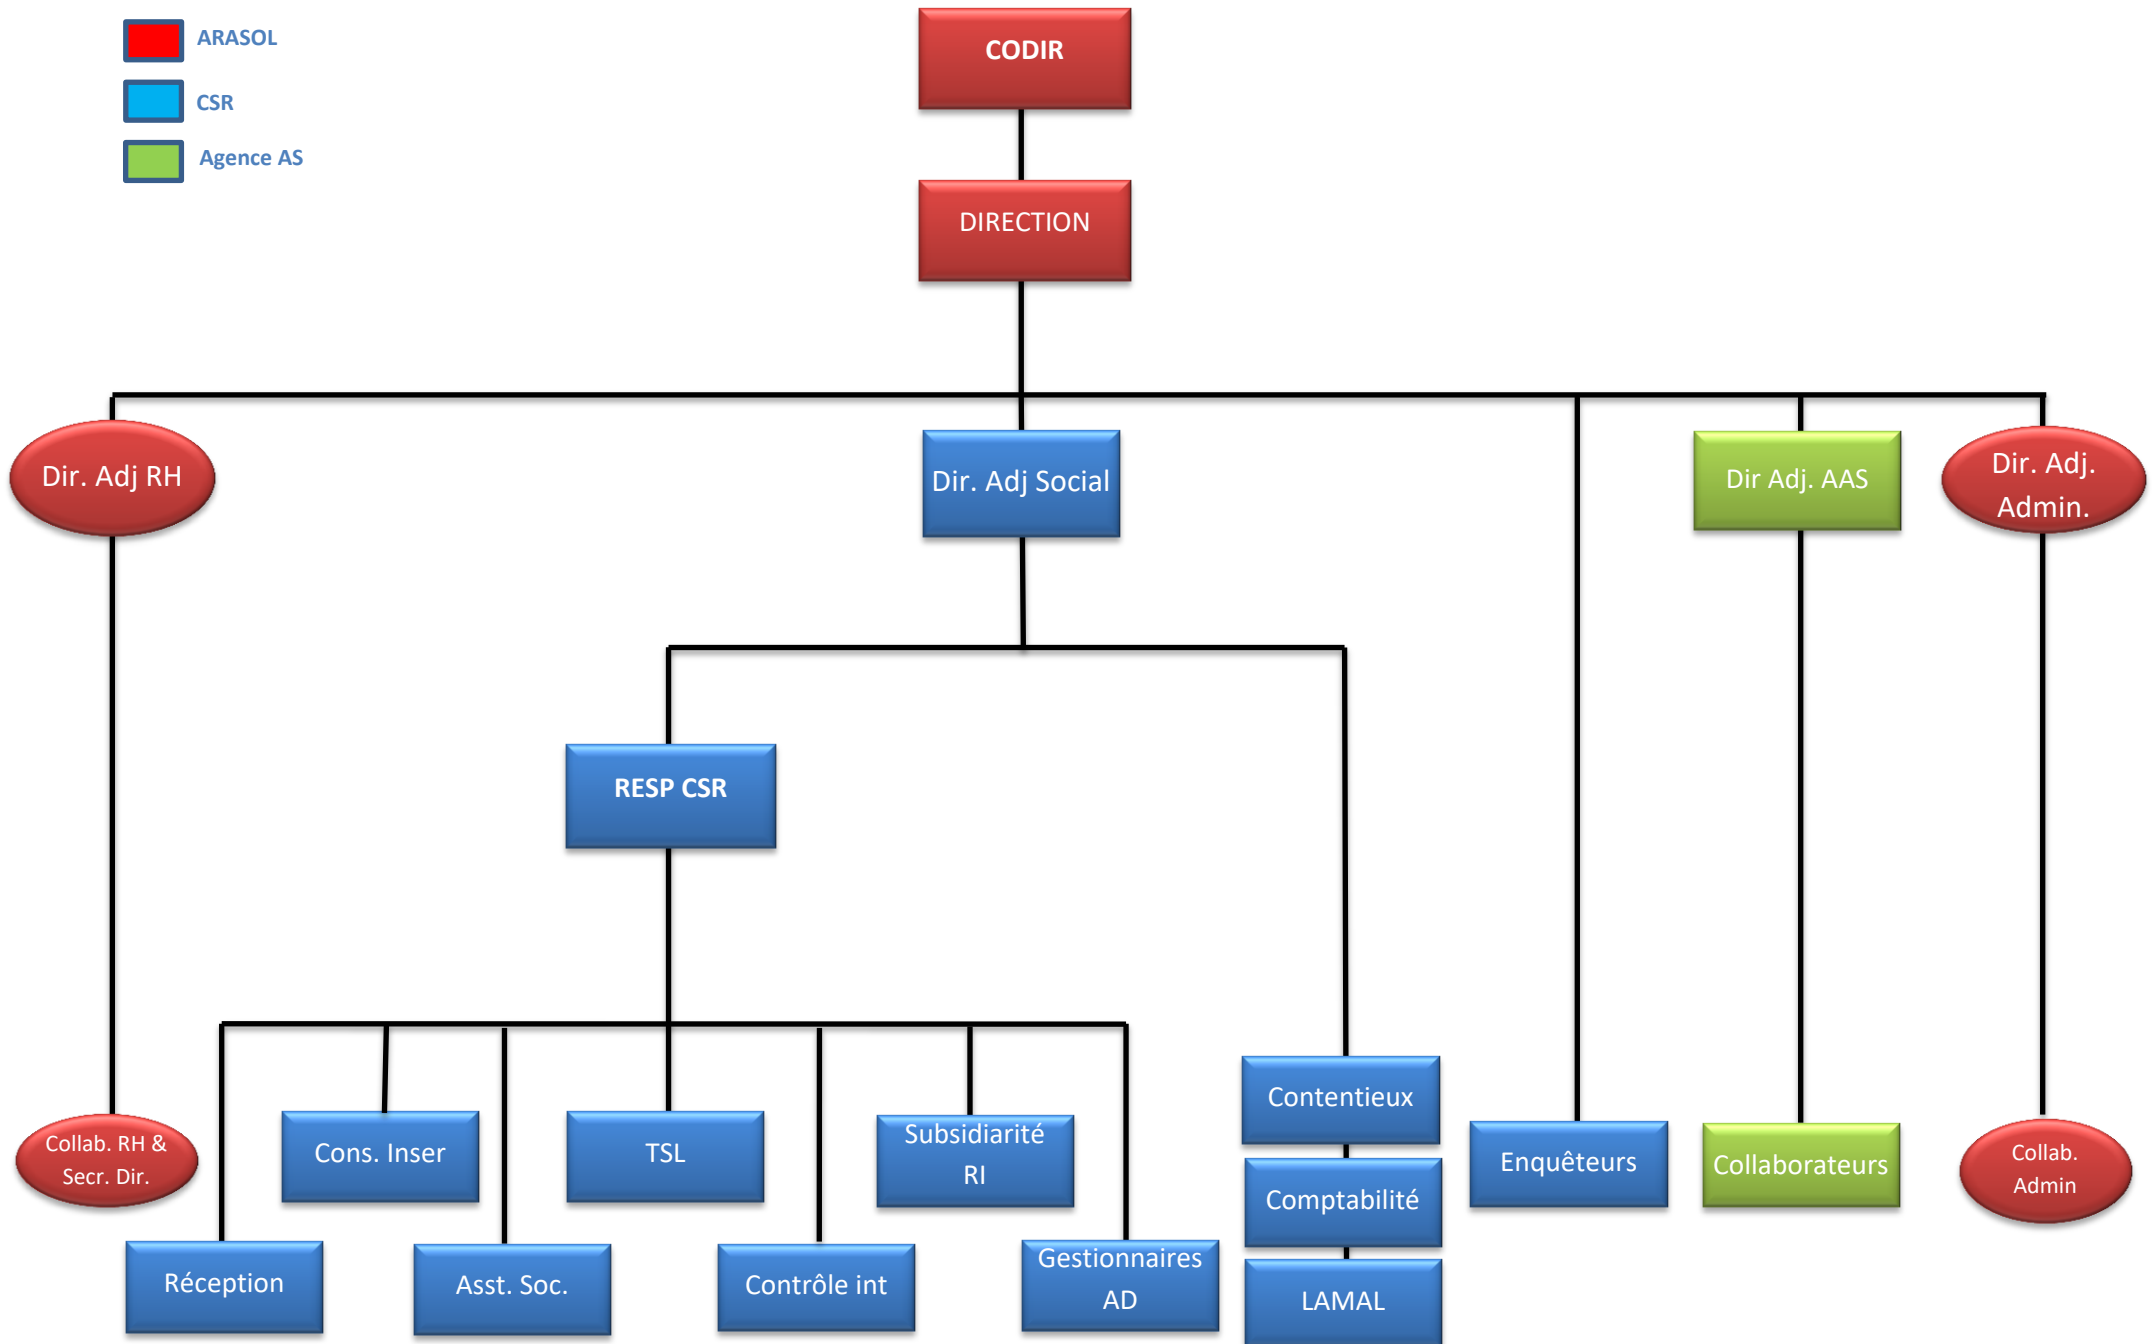 ARASOL
CSR
Agence AS
CODIR
DIRECTION
Dir. Adj RH
Dir. Adj Social
Dir Adj. AAS
Dir. Adj.
Admin.
RESP CSR
Collab. RH &
Secr. Dir.
Cons. Inser
TSL
Subsidiarité
RI
Contentieux
Comptabilité
LAMAL
Enquêteurs
Collaborateurs
Collab.
Admin
Réception
Asst. Soc.
Contrôle int
Gestionnaires
AD